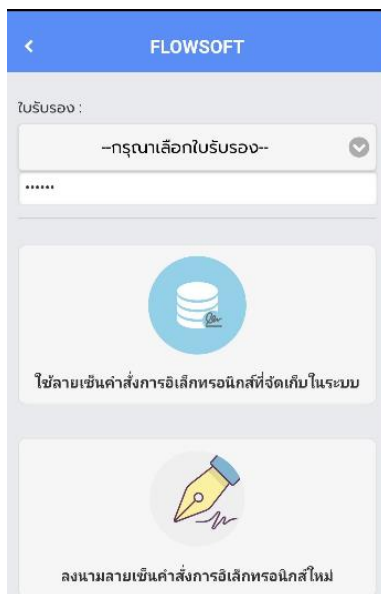 FLOWSOFT
ใบรับรอง :
--กรุณาเลือกใบรับรอง--
••••••
ใช้ลายเซ็นคำสั่งการอิเล็กทรอนิกส์ที่จัดเก็บในระบบ
ลงนามลายเซ็นคำสั่งการอิเล็กทรอนิกส์ใหม่